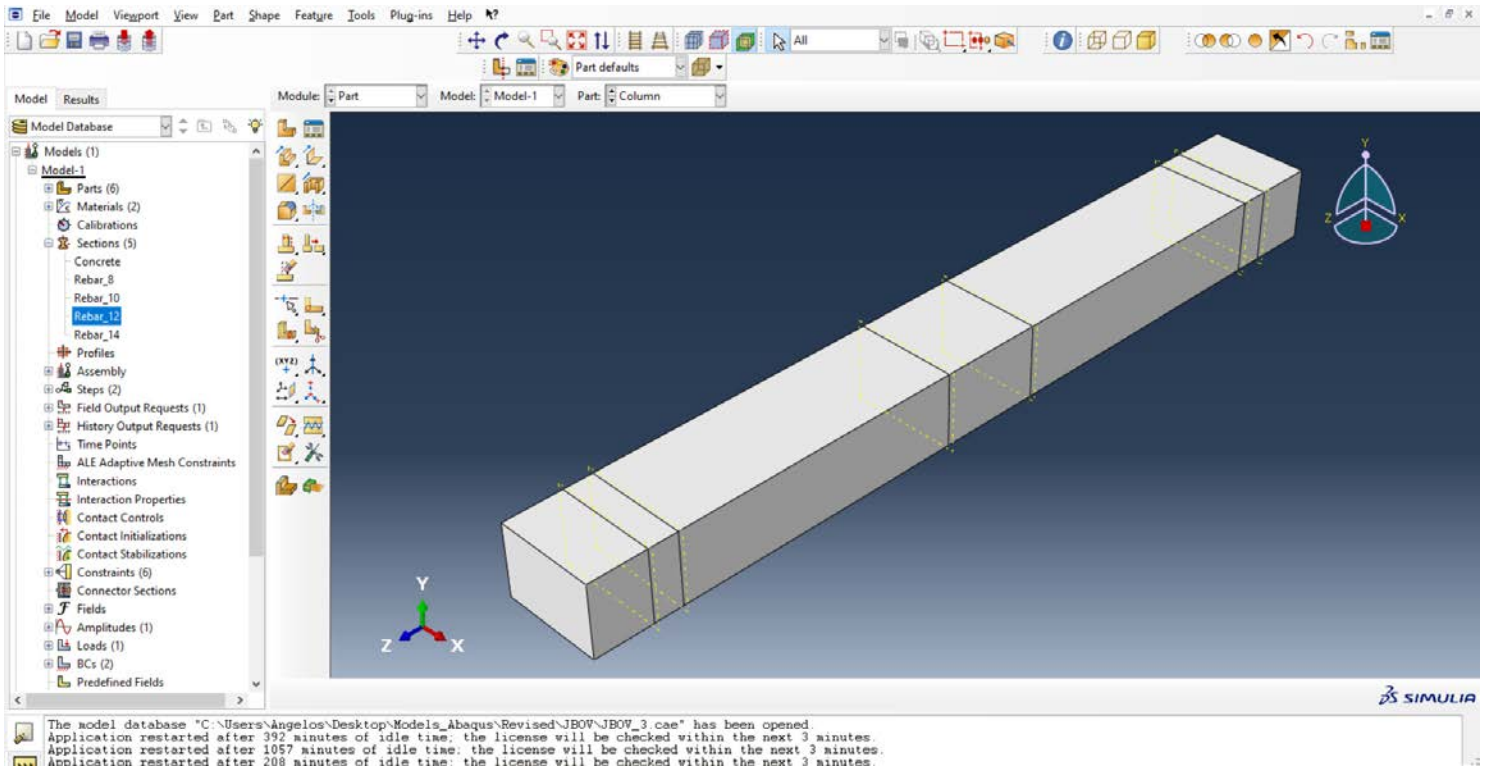 File Model Viewport View Part Shape Feature Tools Plug-ins Help
All
Part defaults
Model Results
Module: Part Model: Model-1 Part: Column
Model Database
Models (1)
Model-1
Parts (6)
Materials (2)
Calibrations
Sections (5)
Concrete
Rebar_8
Rebar_10
Rebar_12
Rebar_14
Profiles
Assembly
Steps (2)
Field Output Requests (1)
History Output Requests (1)
Time Points
ALE Adaptive Mesh Constraints
Interactions
Interaction Properties
Contact Controls
Contact Initializations
Contact Stabilizations
Constraints (6)
Connector Sections
Fields
Amplitudes (1)
Loads (1)
BCs (2)
Predefined Fields
(XYZ)
Y
Z X
Y
Z X
SIMULIA
The model database "C:\Users\Angelos\Desktop\Models_Abaqus\Revised\JBOV\JBOV_3.cae" has been opened.
Application restarted after 392 minutes of idle time; the license will be checked within the next 3 minutes.
Application restarted after 1057 minutes of idle time; the license will be checked within the next 3 minutes.
Application restarted after 208 minutes of idle time; the license will be checked within the next 3 minutes.